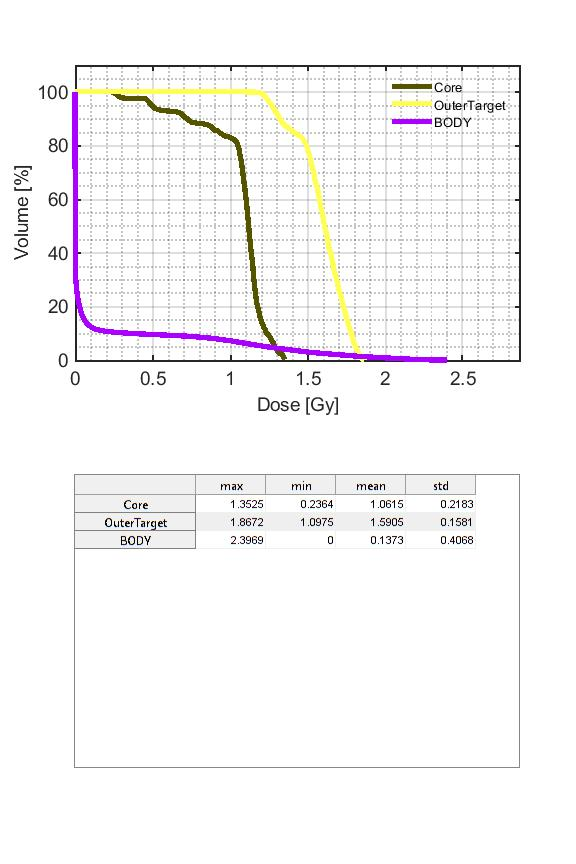 Volume [%]
100
80
60
40
20
0
Core
OuterTarget
BODY
0 0.5 1 1.5 2 2.5
Dose [Gy]
max min mean std
Core 1.3525 0.2364 1.0615 0.2183
OuterTarget 1.8672 1.0975 1.5905 0.1581
BODY 2.3969 0 0.1373 0.4068